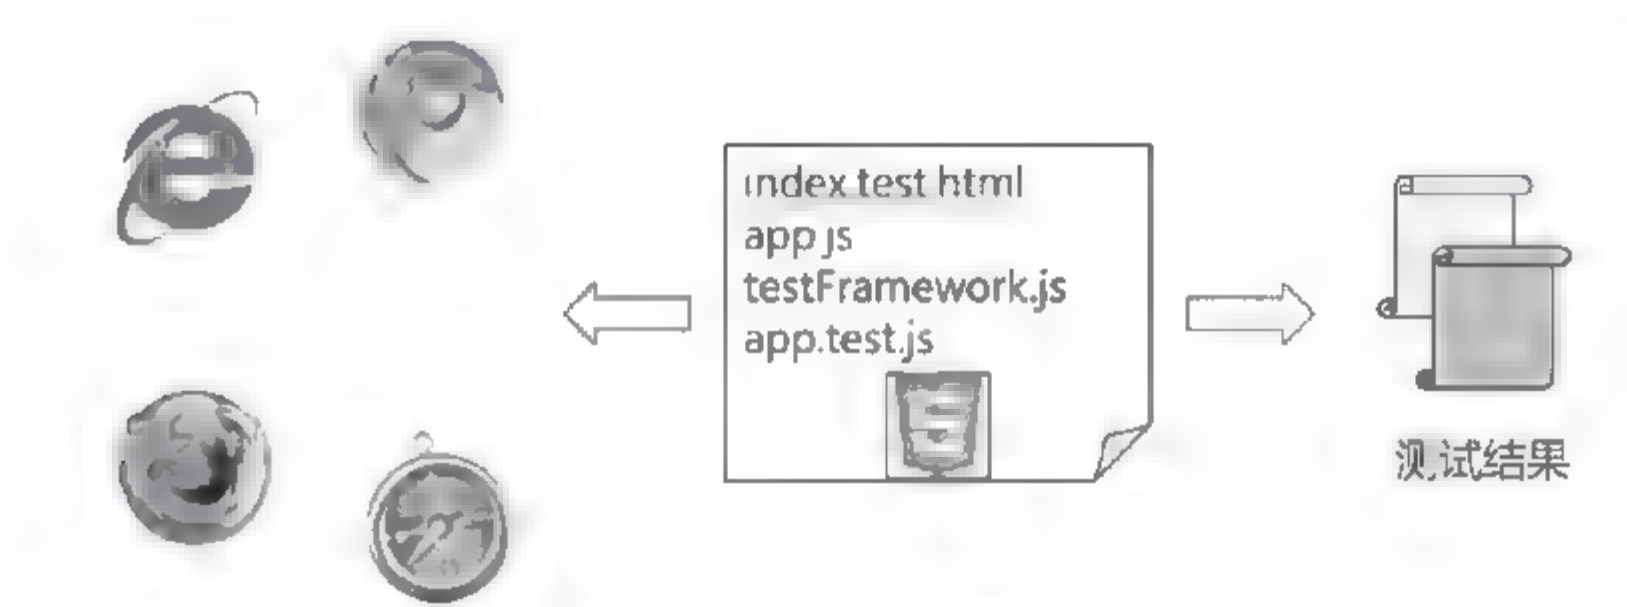 index test html
app js
testFramework.js
app.test.js
测试结果